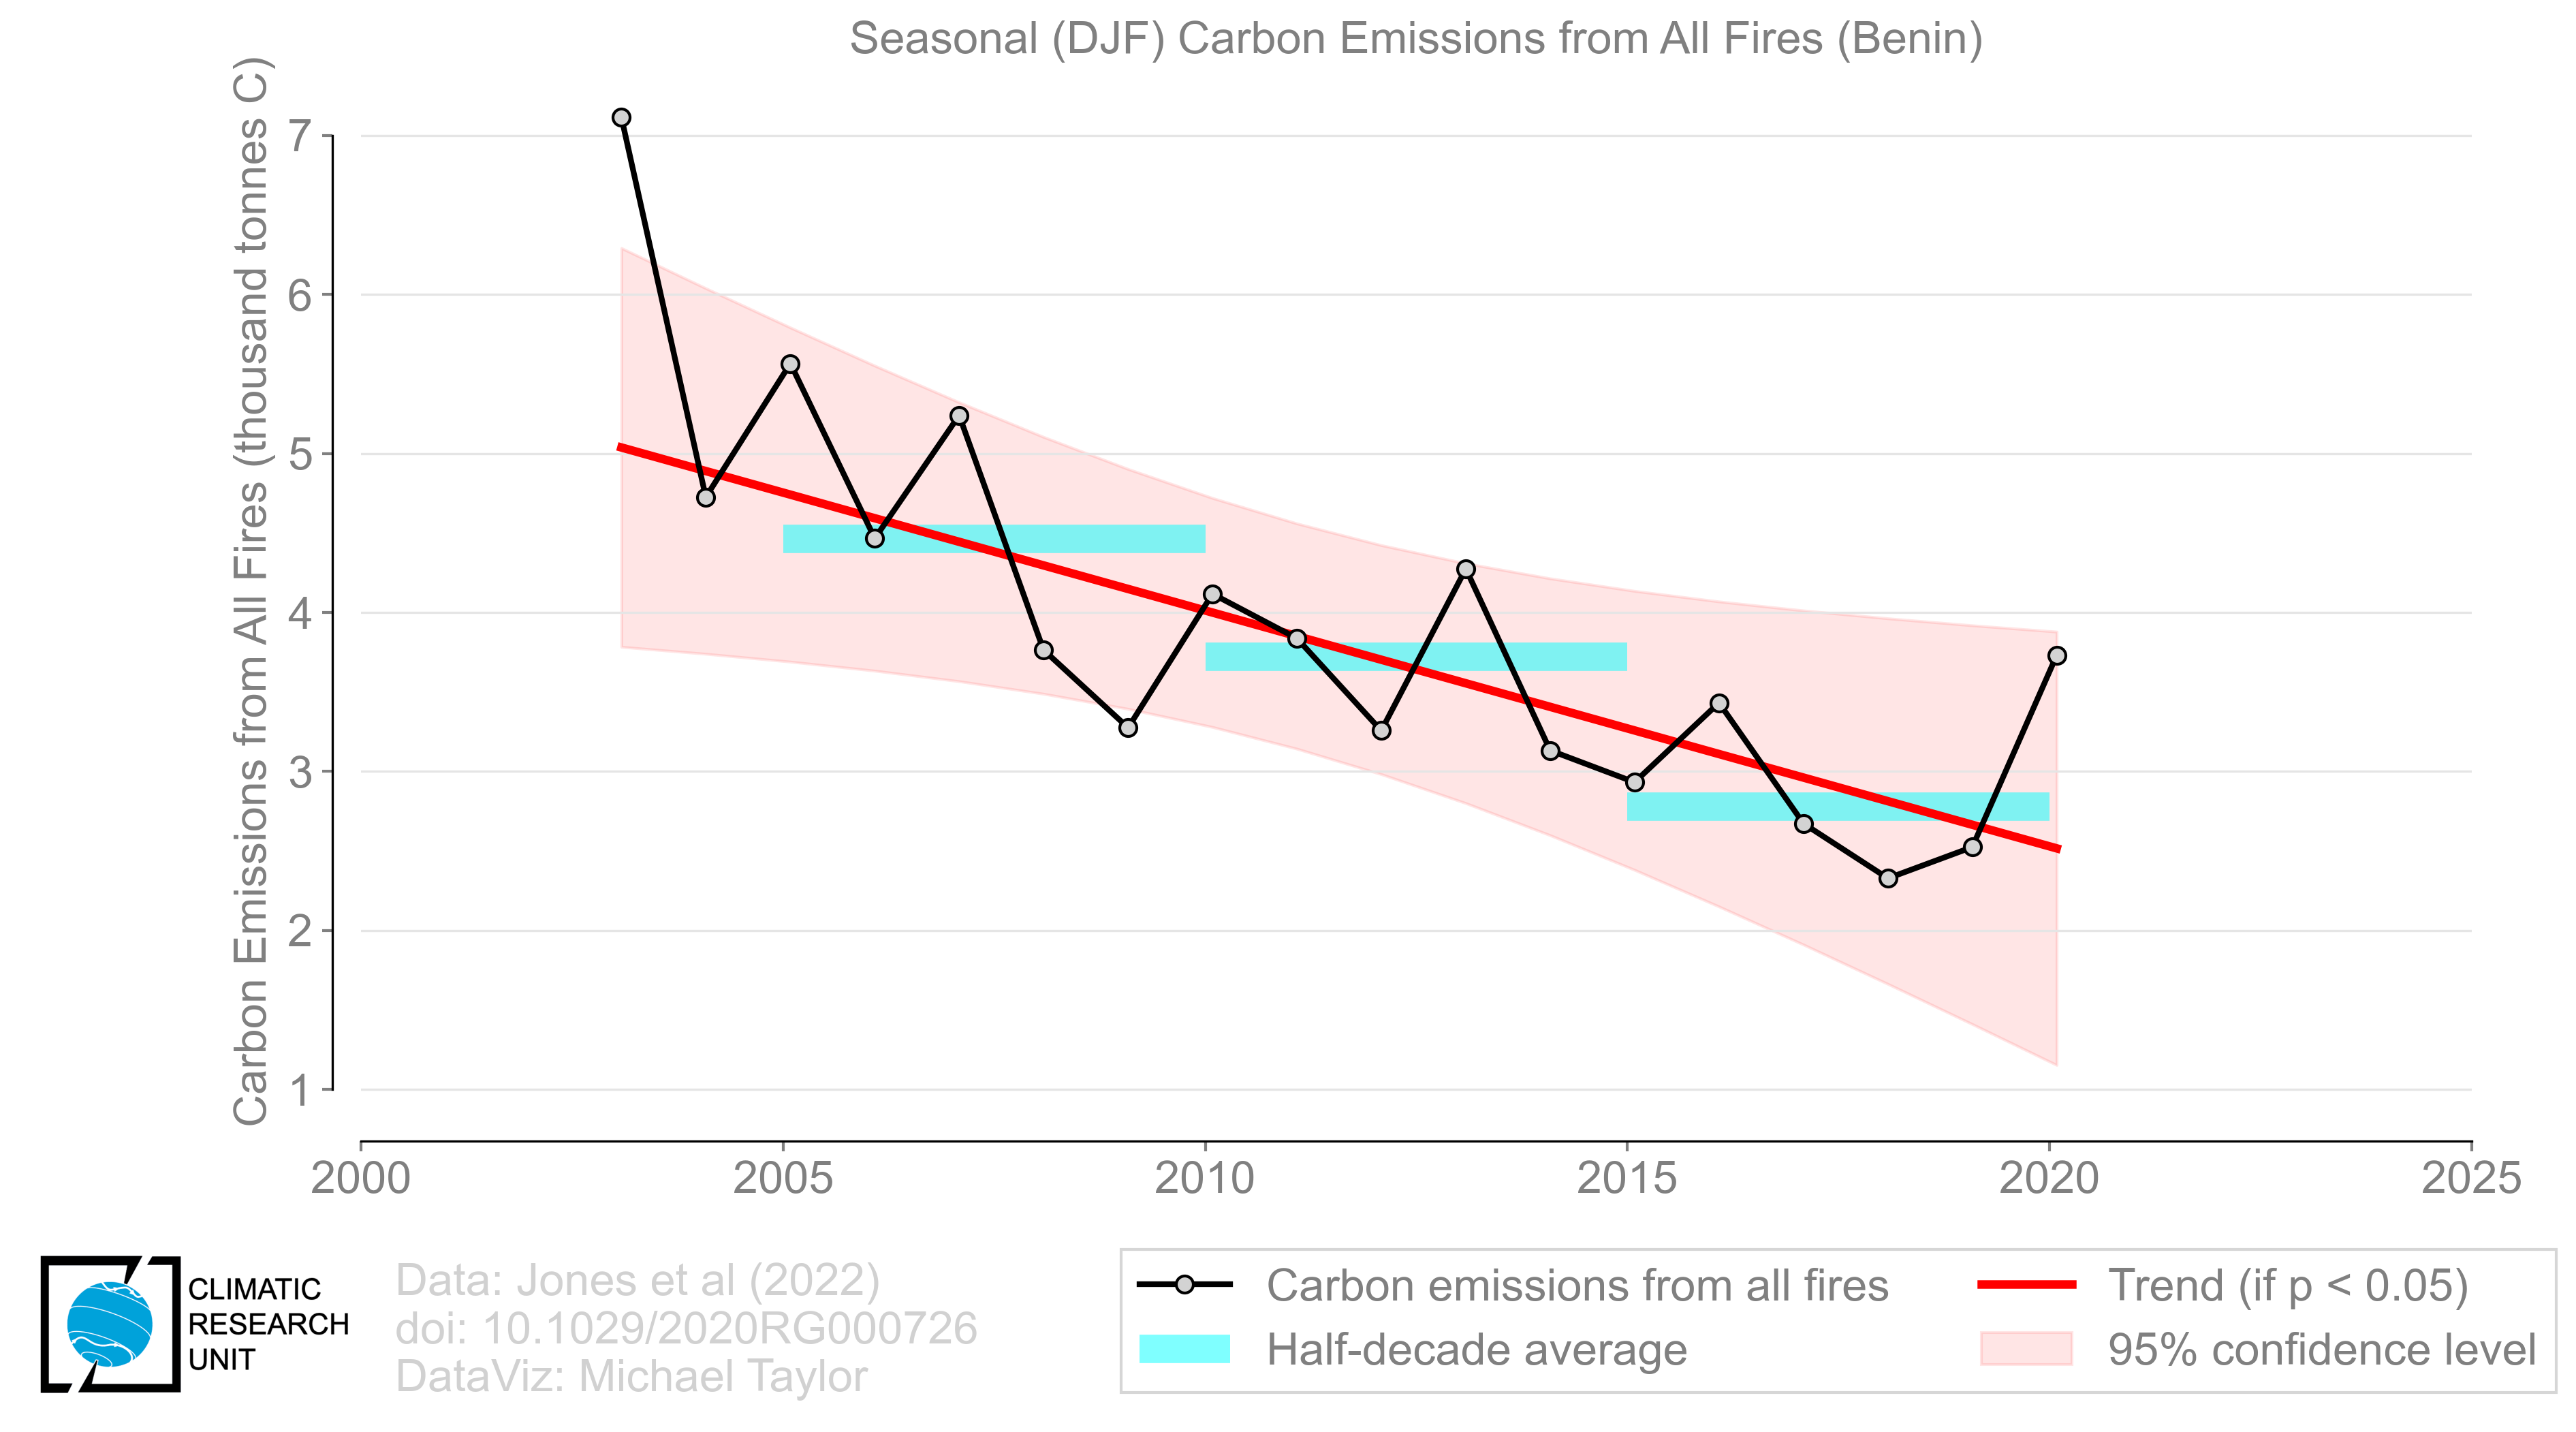 Seasonal (DJF) Carbon Emissions from All Fires (Benin)
Carbon Emissions from All Fires (thousand tonnes C)
7
6
5
4
3
2
1
2000 2005 2010 2015 2020 2025
CLIMATIC
RESEARCH
UNIT
Data: Jones et al (2022)
doi: 10.1029/2020RG000726
DataViz: Michael Taylor
Carbon emissions from all fires
Half-decade average
Trend (if p < 0.05)
95% confidence level